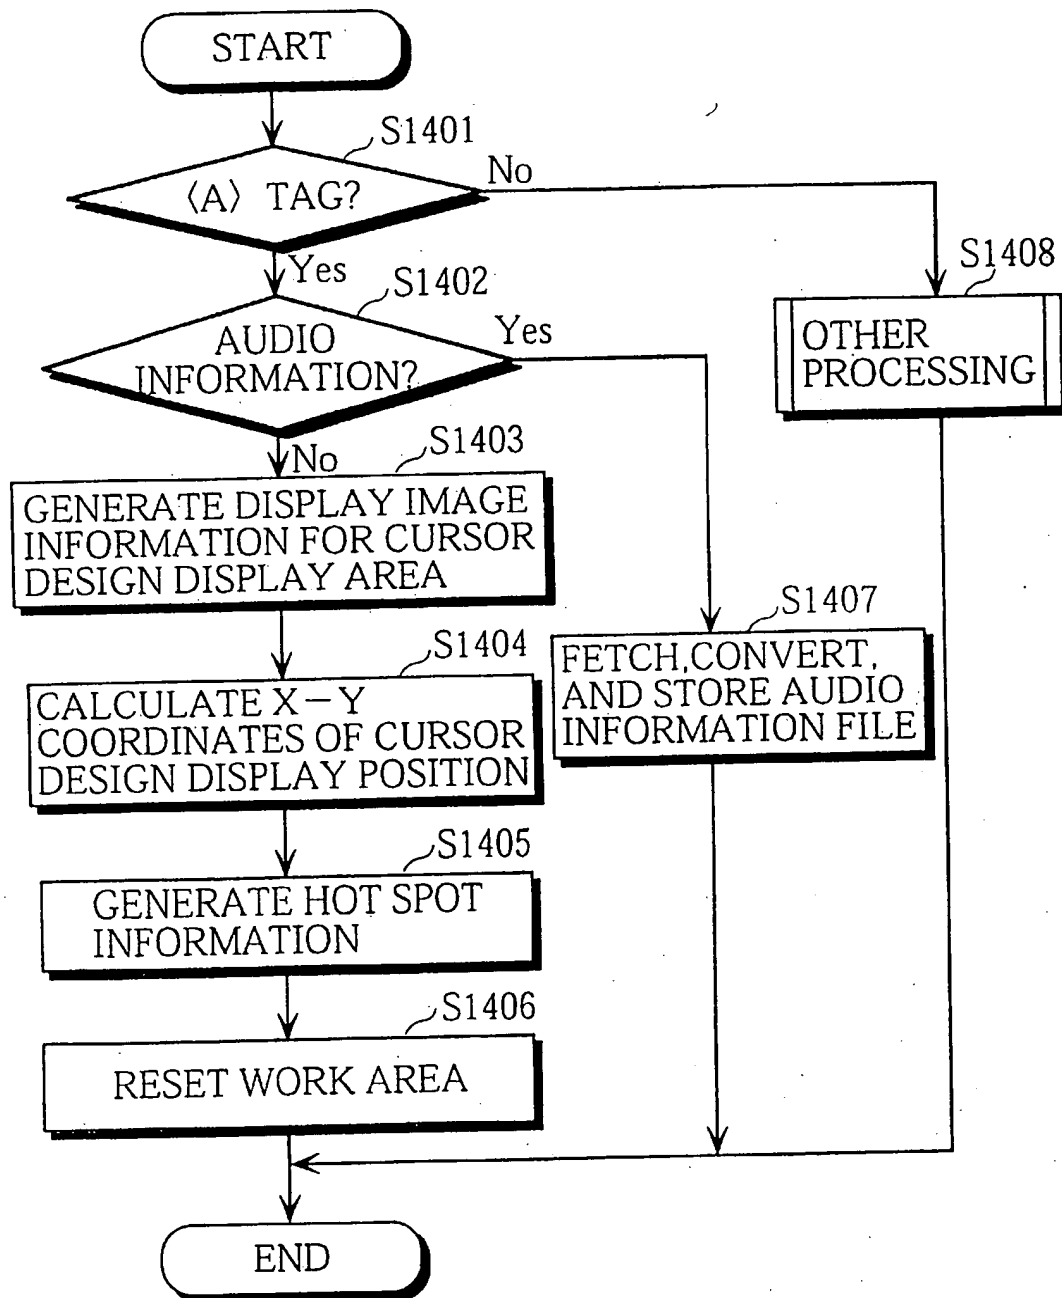 START
S1401
〈A〉 TAG?
No
Yes
S1402
AUDIO
INFORMATION?
Yes
S1408
OTHER
PROCESSING
No
S1403
GENERATE DISPLAY IMAGE
INFORMATION FOR CURSOR
DESIGN DISPLAY AREA
S1404
CALCULATE X-Y
COORDINATES OF CURSOR
DESIGN DISPLAY POSITION
S1407
FETCH, CONVERT,
AND STORE AUDIO
INFORMATION FILE
S1405
GENERATE HOT SPOT
INFORMATION
S1406
RESET WORK AREA
END